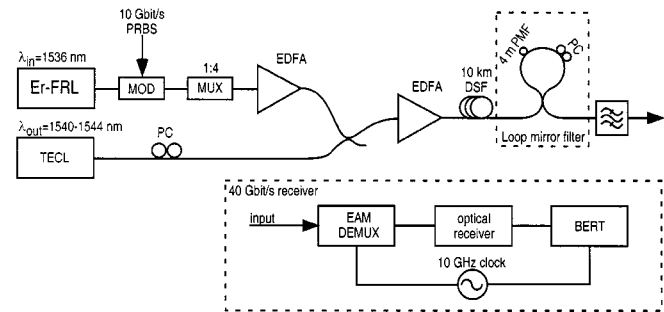 10 Gbit/s
PRBS
λin=1536 nm
Er-FRL
MOD
1:4
MUX
EDFA
λout=1540-1544 nm
TECL
PC
EDFA
10 km
DSF
4 m PMF
PC
Loop mirror filter
40 Gbit/s receiver
input
EAM
DEMUX
optical
receiver
BERT
10 GHz clock